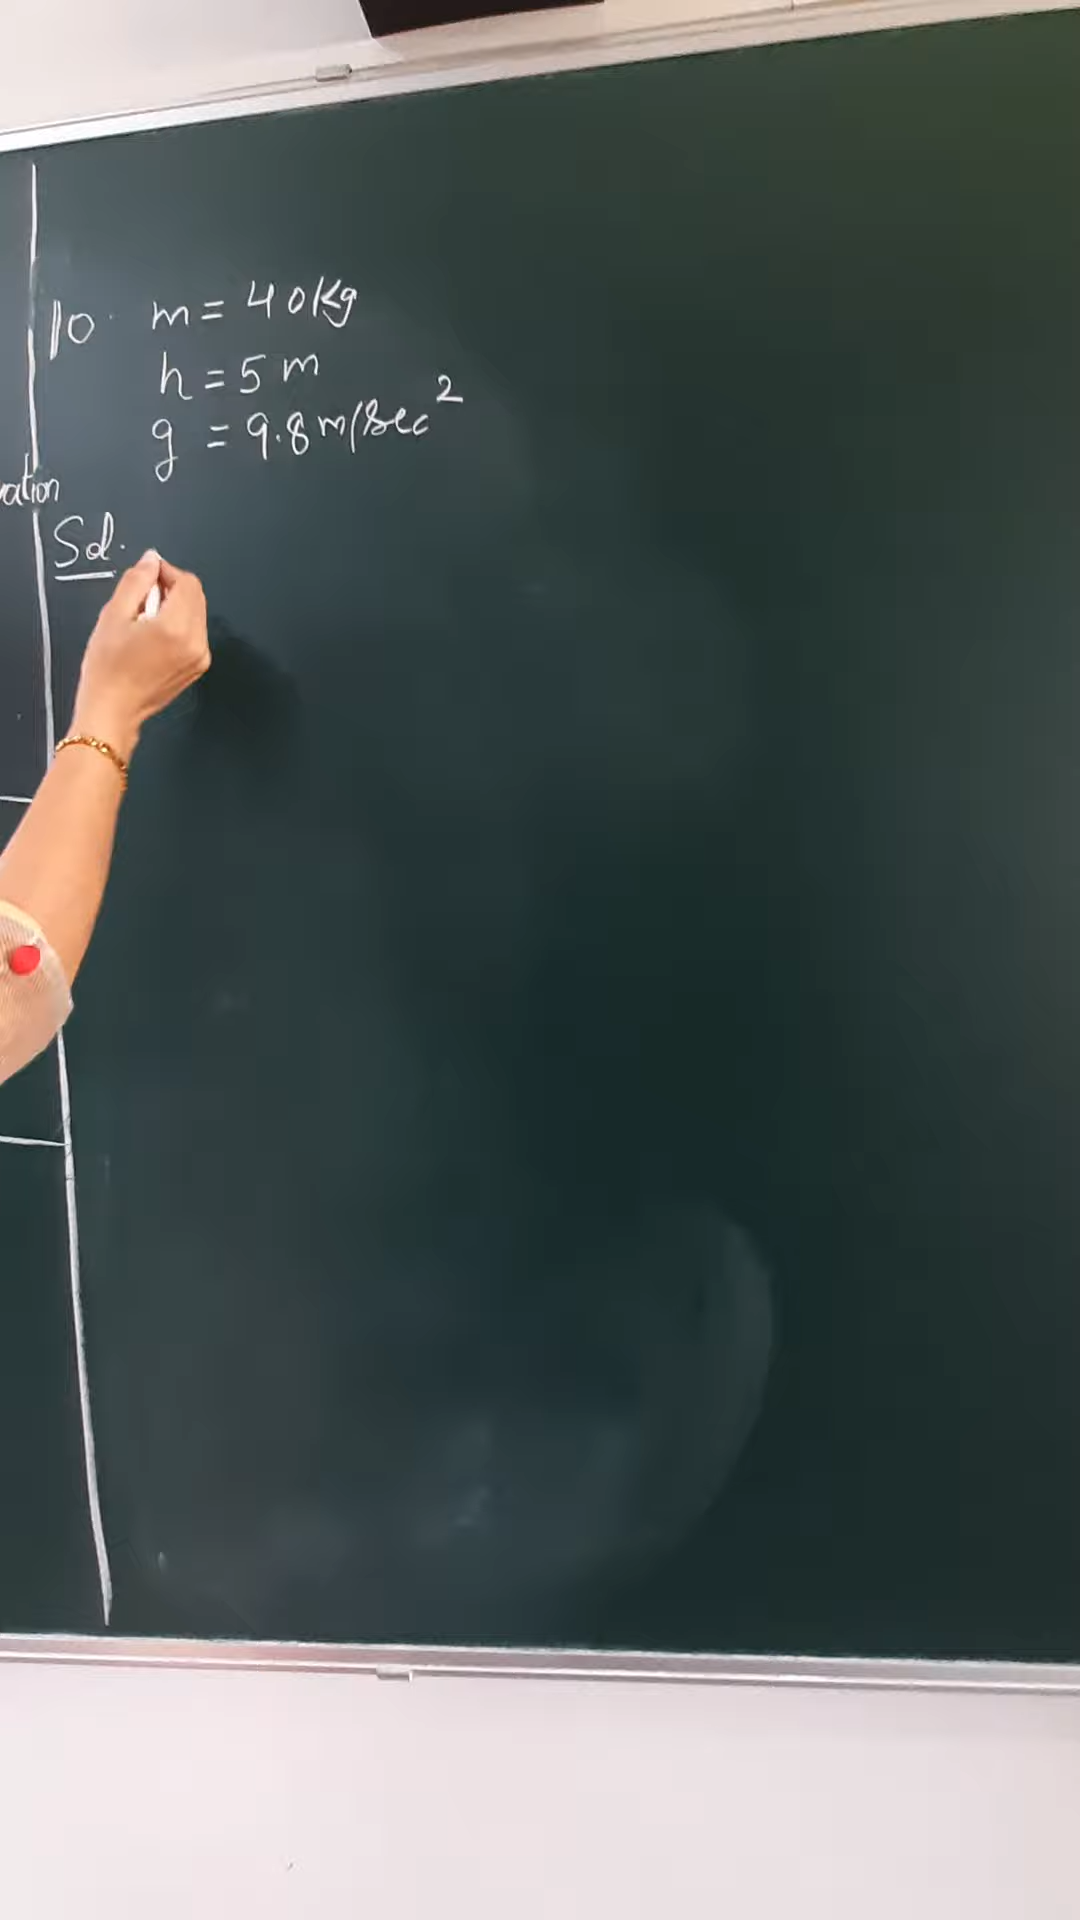 10. m = 40kg
h = 5 m
g = 9.8 m/sec²
vation
Sol.